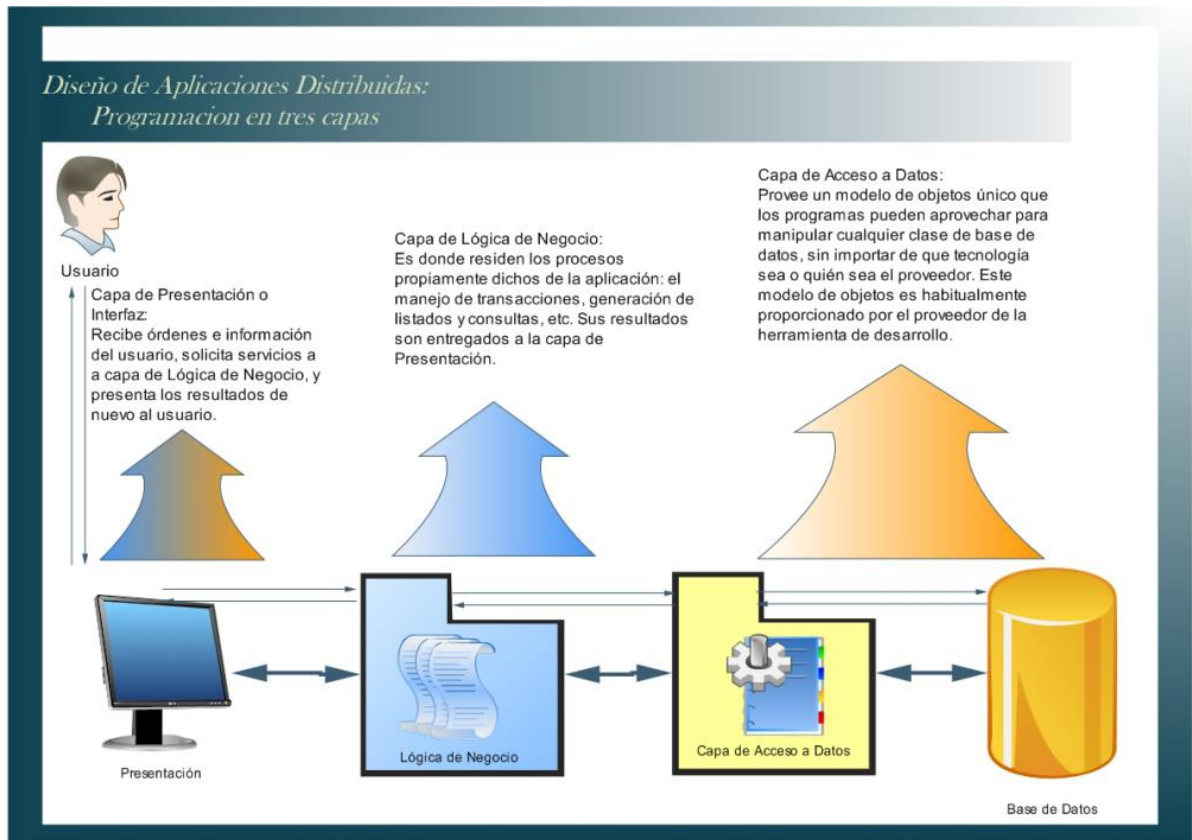 Diseño de Aplicaciones Distribuidas:
Programacion en tres capas
Usuario
Capa de Presentación o
Interfaz:
Recibe órdenes e información
del usuario, solicita servicios a
a capa de Lógica de Negocio, y
presenta los resultados de
nuevo al usuario.
Capa de Lógica de Negocio:
Es donde residen los procesos
propiamente dichos de la aplicación: el
manejo de transacciones, generación de
listados y consultas, etc. Sus resultados
son entregados a la capa de
Presentación.
Capa de Acceso a Datos:
Provee un modelo de objetos único que
los programas pueden aprovechar para
manipular cualquier clase de base de
datos, sin importar de que tecnología
sea o quién sea el proveedor. Este
modelo de objetos es habitualmente
proporcionado por el proveedor de la
herramienta de desarrollo.
Presentación
Lógica de Negocio
Capa de Acceso a Datos
Base de Datos